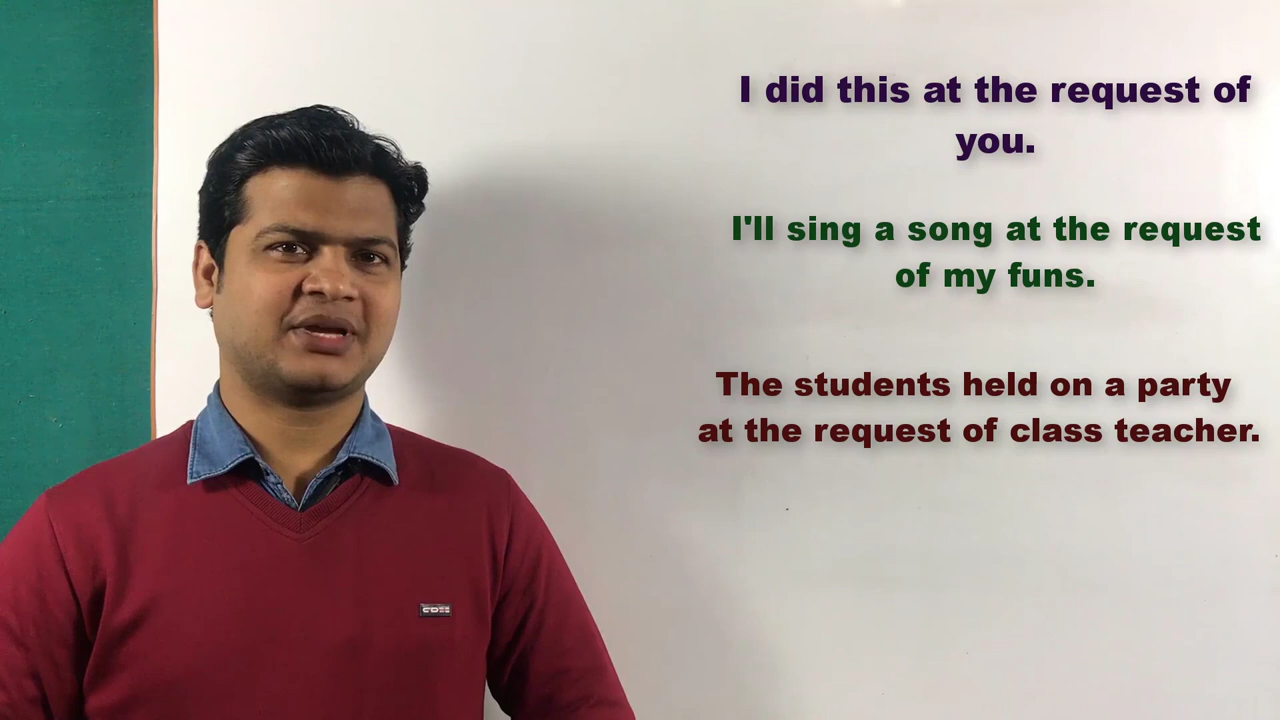 I did this at the request of
you.
I'll sing a song at the request
of my funs.
The students held on a party
at the request of class teacher.